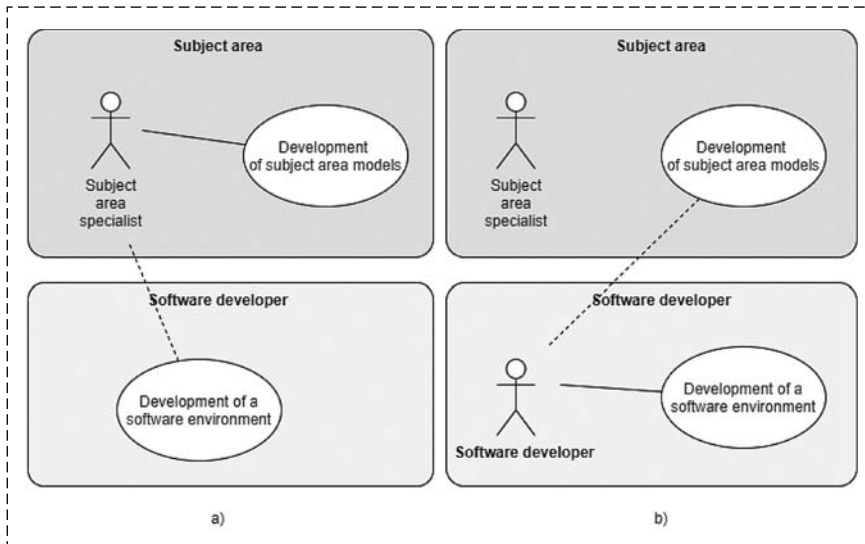 Subject area
Development
of subject area models
Subject
area
specialist
Software developer
Development of a
software environment
a)
Subject area
Development
of subject area models
Subject
area
specialist
Software developer
Development of a
software environment
Software developer
b)